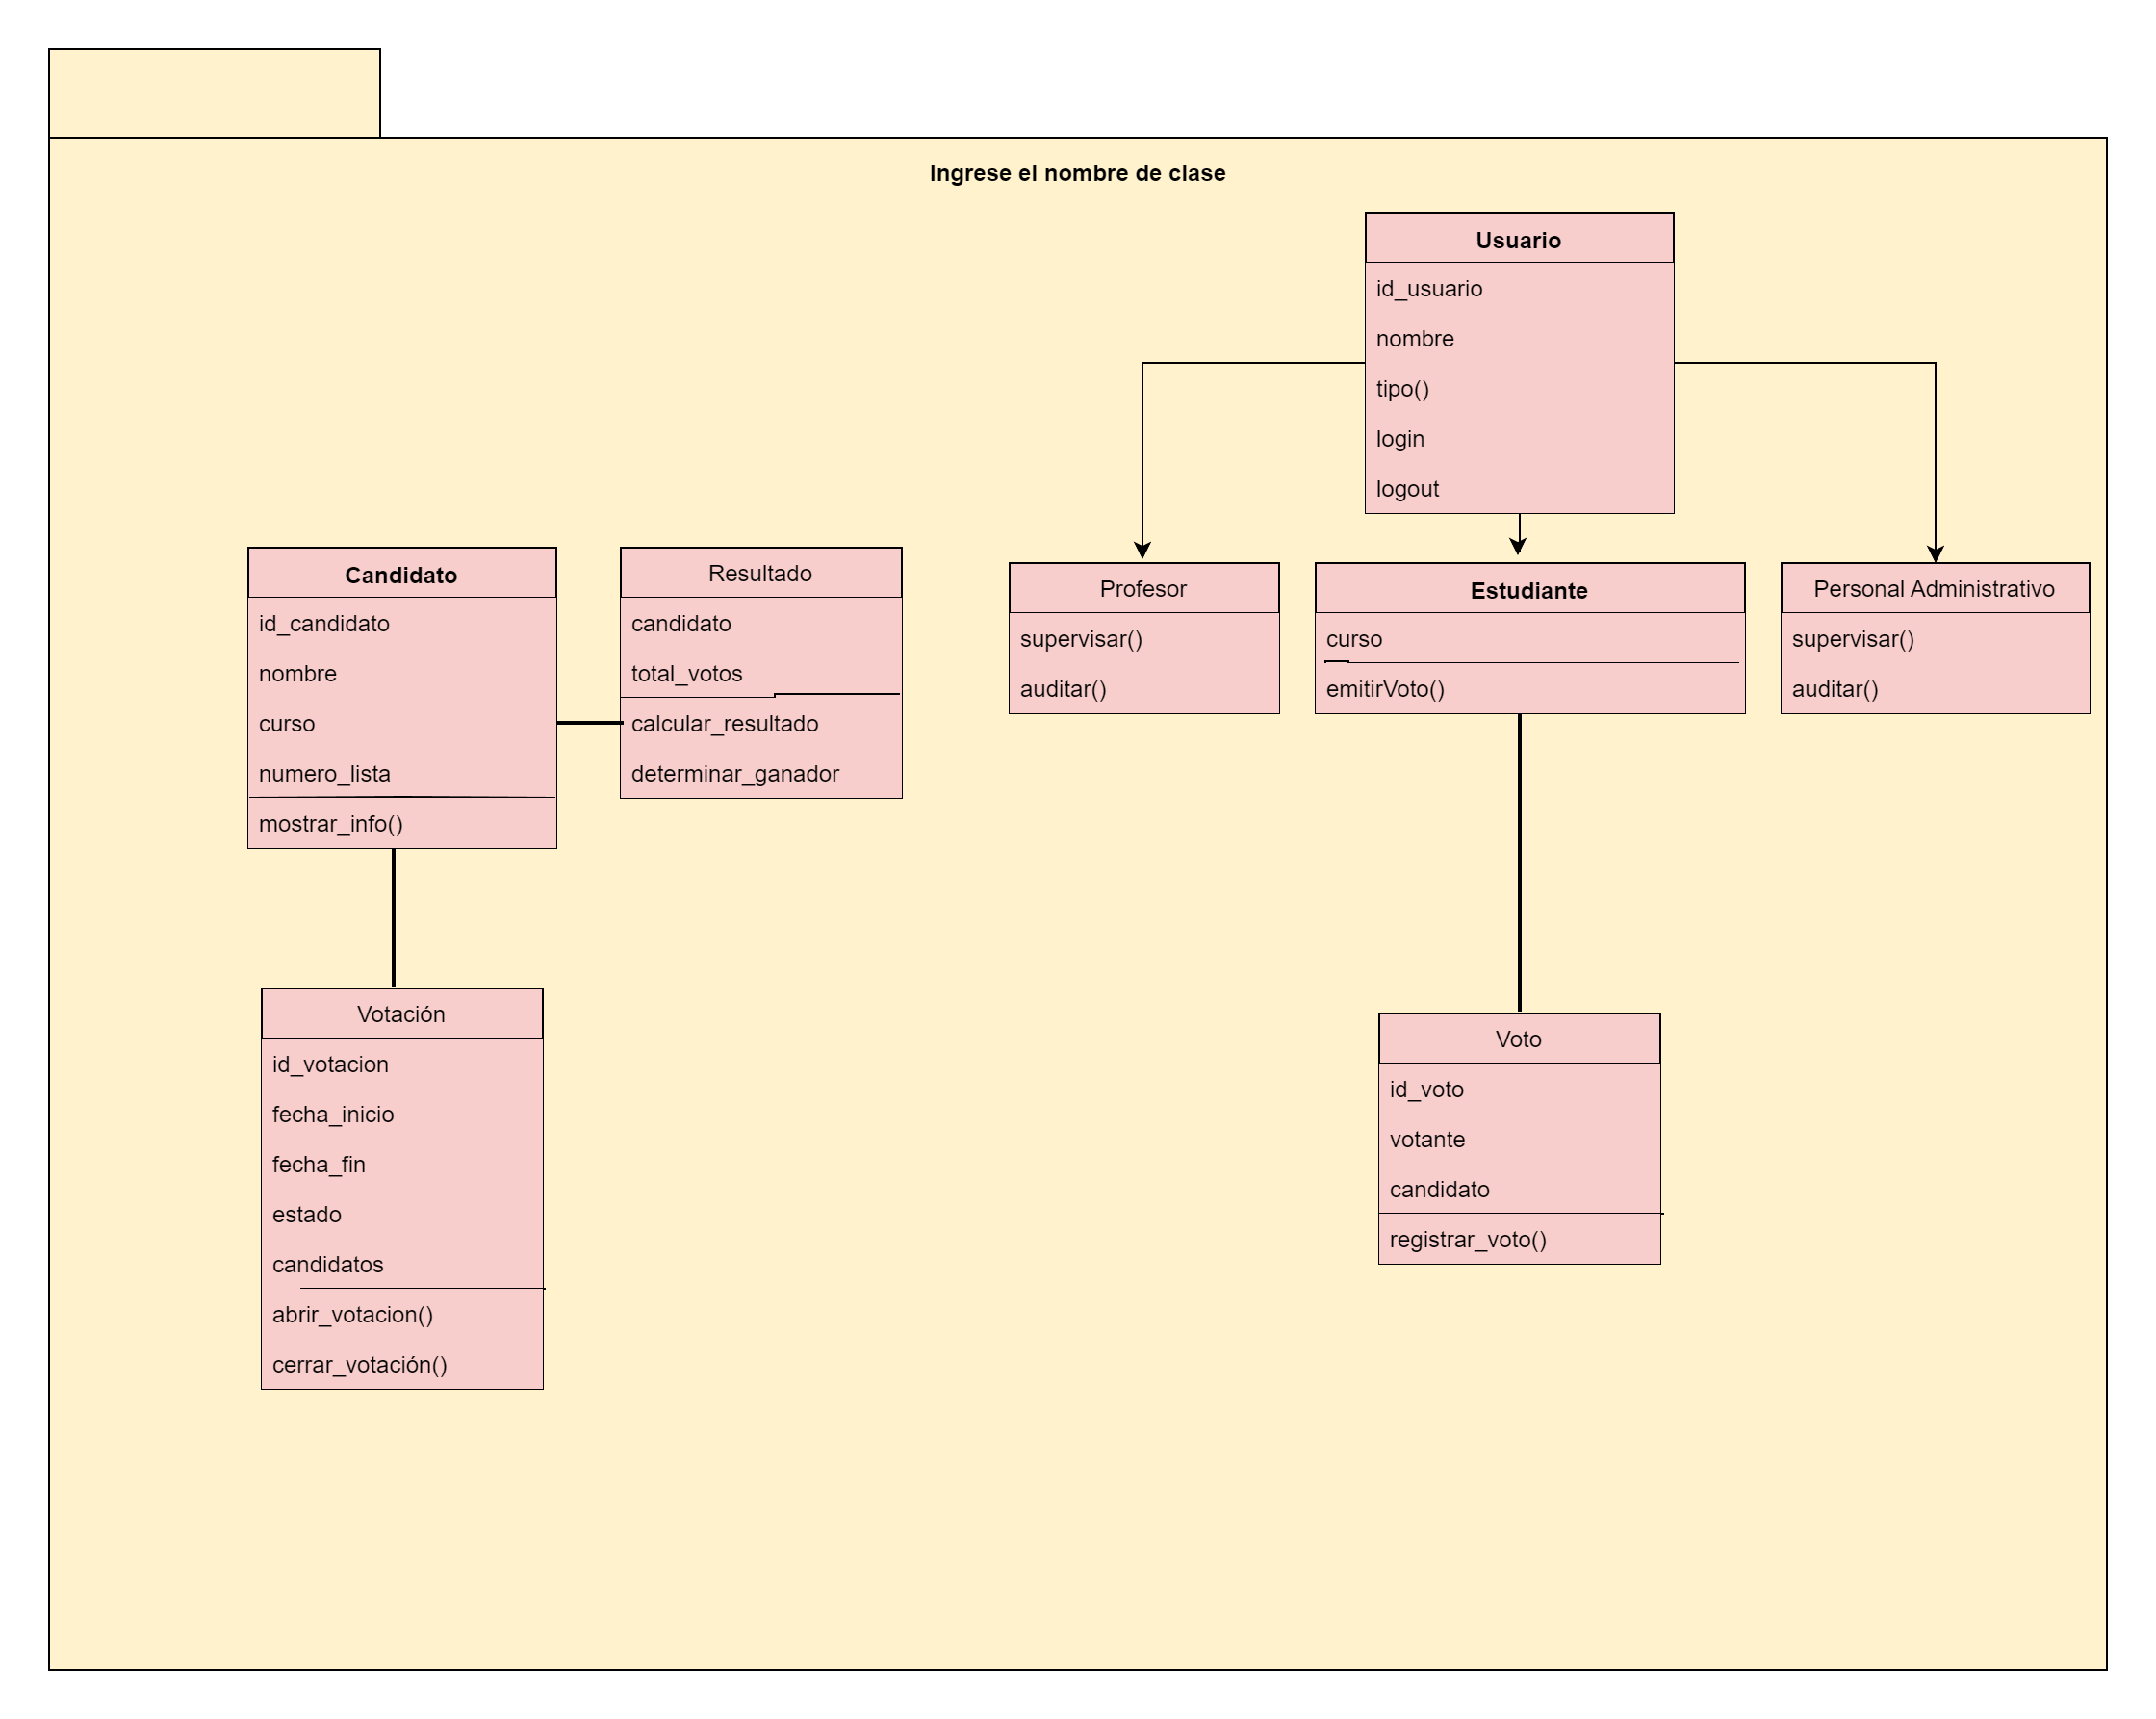 Ingrese el nombre de clase
Usuario
id_usuario
nombre
tipo()
login
logout
Candidato
id_candidato
nombre
curso
numero_lista
mostrar_info()
Resultado
candidato
total_votos
calcular_resultado
determinar_ganador
Profesor
supervisar()
auditar()
Estudiante
curso
emitirVoto()
Personal Administrativo
supervisar()
auditar()
Votación
id_votacion
fecha_inicio
fecha_fin
estado
candidatos
abrir_votacion()
cerrar_votación()
Voto
id_voto
votante
candidato
registrar_voto()